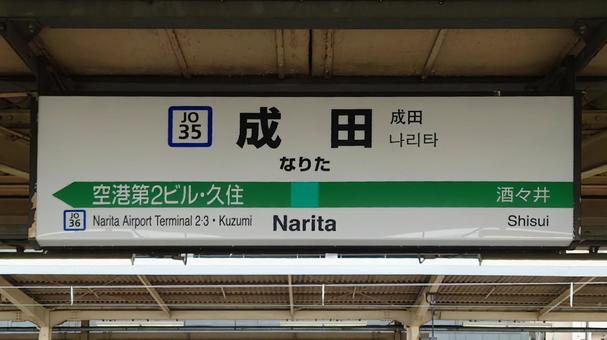 JO
35
成田
成田
나리타
なりた
空港第2ビル・久住
酒々井
JO
36
Narita Airport Terminal 2·3・Kuzumi
Narita
Shisui